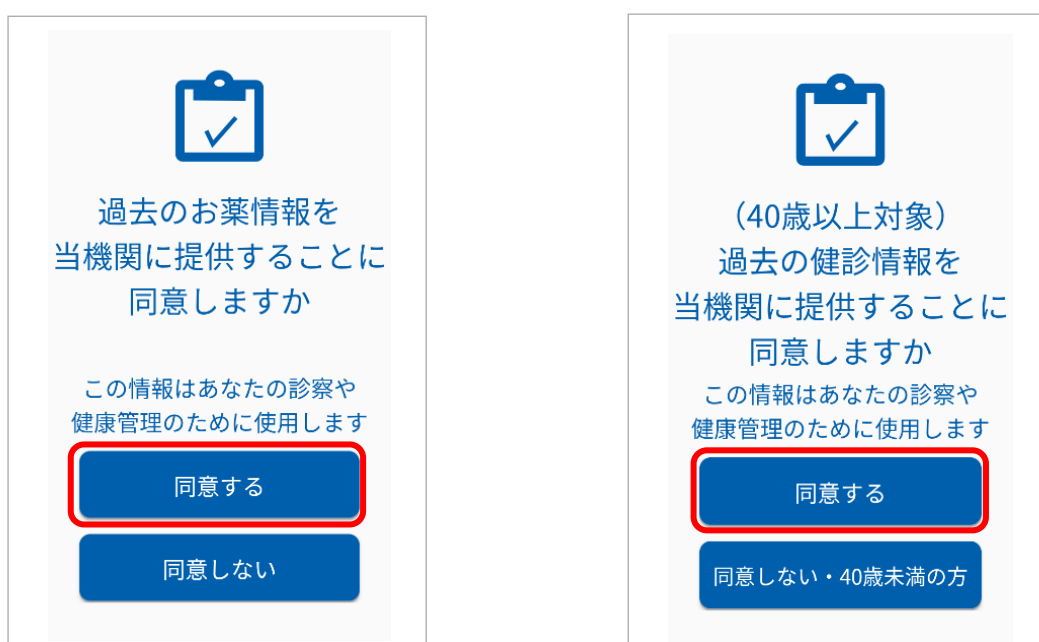 過去のお薬情報を
当機関に提供することに
同意しますか
この情報はあなたの診察や
健康管理のために使用します
同意する
同意しない
（40歳以上対象）
過去の健診情報を
当機関に提供することに
同意しますか
この情報はあなたの診察や
健康管理のために使用します
同意する
同意しない・40歳未満の方